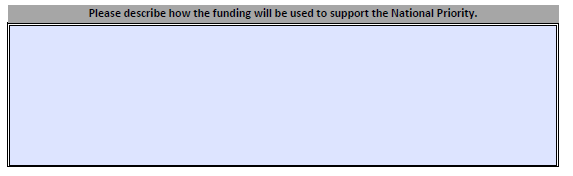 Please describe how the funding will be used to support the National Priority.